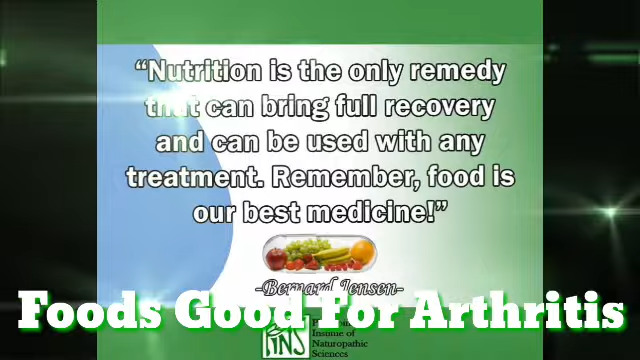 “Nutrition is the only remedy
that can bring full recovery
and can be used with any
treatment. Remember, food is
our best medicine!”
-Bernard Jensen-
Foods Good For Arthritis
PINS
of
Naturopathic
Sciences